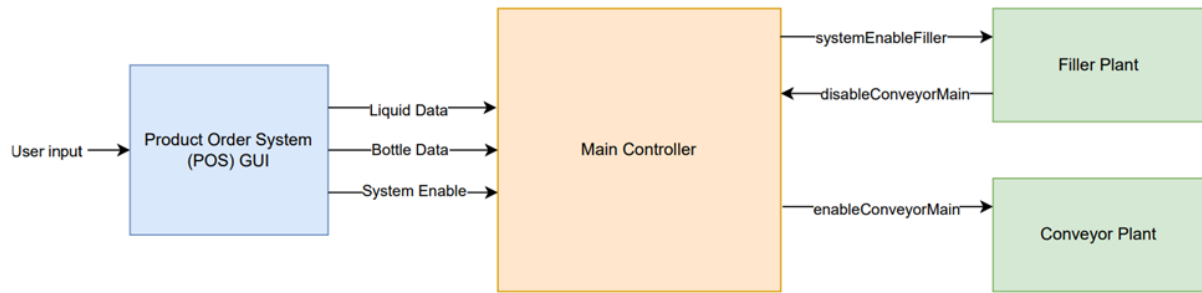 User input
Product Order System
(POS) GUI
Liquid Data
Bottle Data
System Enable
Main Controller
systemEnableFiller
disableConveyorMain
enableConveyorMain
Filler Plant
Conveyor Plant